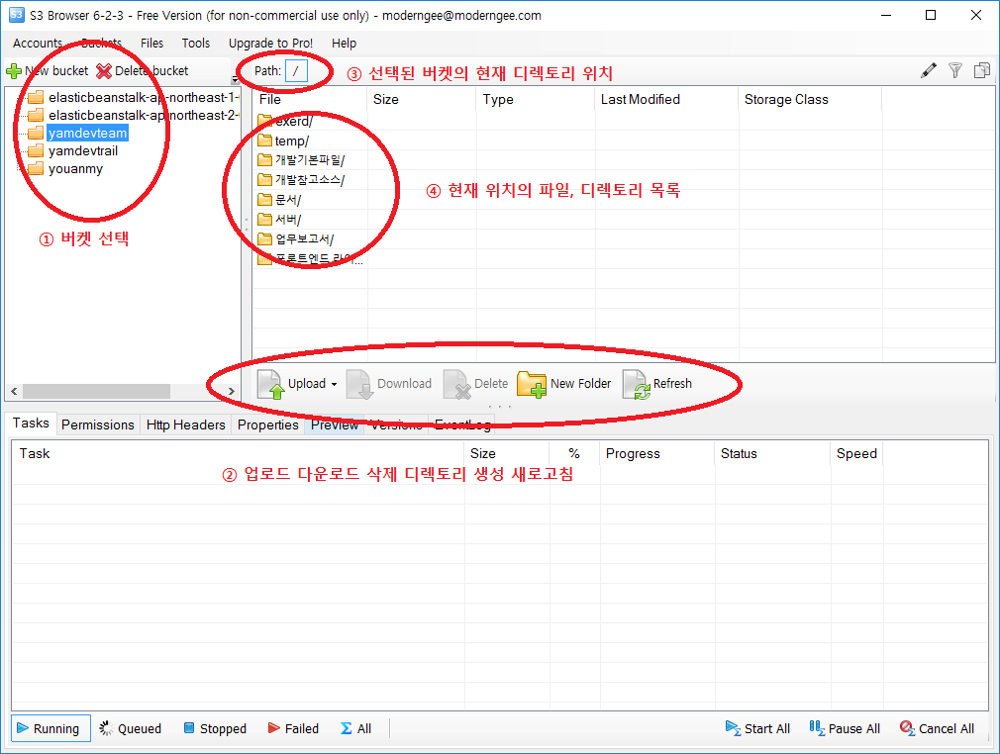 S3 Browser 6-2-3 - Free Version (for non-commercial use only) - moderngee@moderngee.com
Accounts Buckets Files Tools Upgrade to Pro! Help
New bucket Delete bucket
Path: /
③ 선택된 버켓의 현재 디렉토리 위치
elasticbeanstalk-ap-northeast-1-
elasticbeanstalk-ap-northeast-2-
yamdevteam
yamdevtrail
youanmy
① 버켓 선택
File Size Type Last Modified Storage Class
exerd/
temp/
개발기본파일/
개발참고소스/
문서/
서버/
업무보고서/
프론트엔드 라이...
④ 현재 위치의 파일, 디렉토리 목록
Upload Download Delete New Folder Refresh
Tasks Permissions Http Headers Properties Preview Versions EventLog
Task Size % Progress Status Speed
② 업로드 다운로드 삭제 디렉토리 생성 새로고침
Running Queued Stopped Failed All Start All Pause All Cancel All